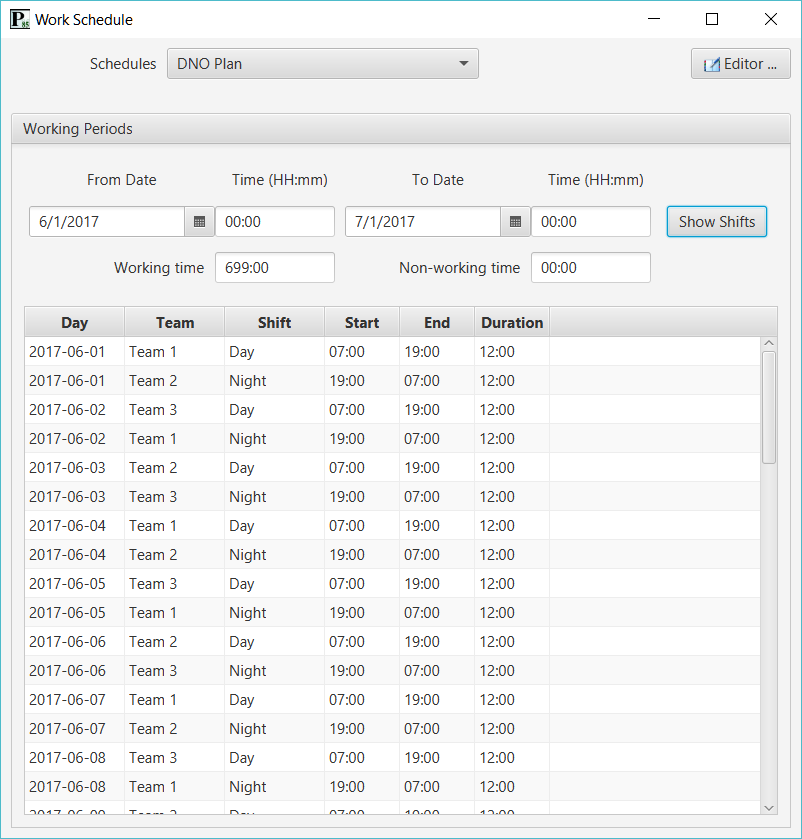 Work Schedule
Schedules DNO Plan Editor ...
Working Periods
From Date Time (HH:mm) To Date Time (HH:mm)
6/1/2017 00:00 7/1/2017 00:00 Show Shifts
Working time 699:00 Non-working time 00:00
Day Team Shift Start End Duration
2017-06-01 Team 1 Day 07:00 19:00 12:00
2017-06-01 Team 2 Night 19:00 07:00 12:00
2017-06-02 Team 3 Day 07:00 19:00 12:00
2017-06-02 Team 1 Night 19:00 07:00 12:00
2017-06-03 Team 2 Day 07:00 19:00 12:00
2017-06-03 Team 3 Night 19:00 07:00 12:00
2017-06-04 Team 1 Day 07:00 19:00 12:00
2017-06-04 Team 2 Night 19:00 07:00 12:00
2017-06-05 Team 3 Day 07:00 19:00 12:00
2017-06-05 Team 1 Night 19:00 07:00 12:00
2017-06-06 Team 2 Day 07:00 19:00 12:00
2017-06-06 Team 3 Night 19:00 07:00 12:00
2017-06-07 Team 1 Day 07:00 19:00 12:00
2017-06-07 Team 2 Night 19:00 07:00 12:00
2017-06-08 Team 3 Day 07:00 19:00 12:00
2017-06-08 Team 1 Night 19:00 07:00 12:00